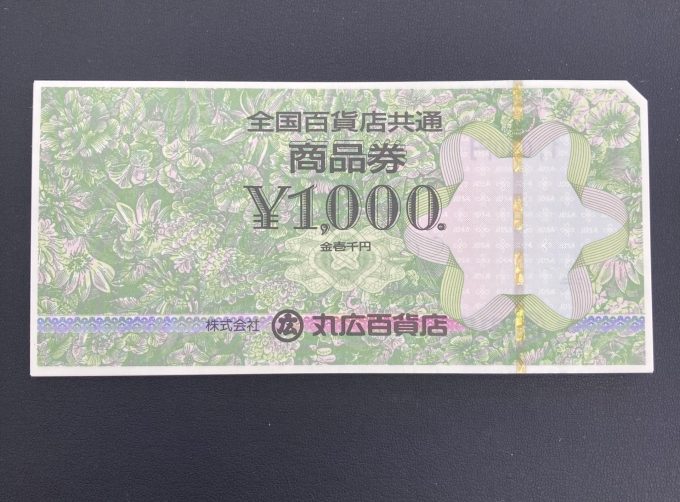 全国百貨店共通
商品券
¥1,000.
金壱千円
株式会社 広 丸広百貨店